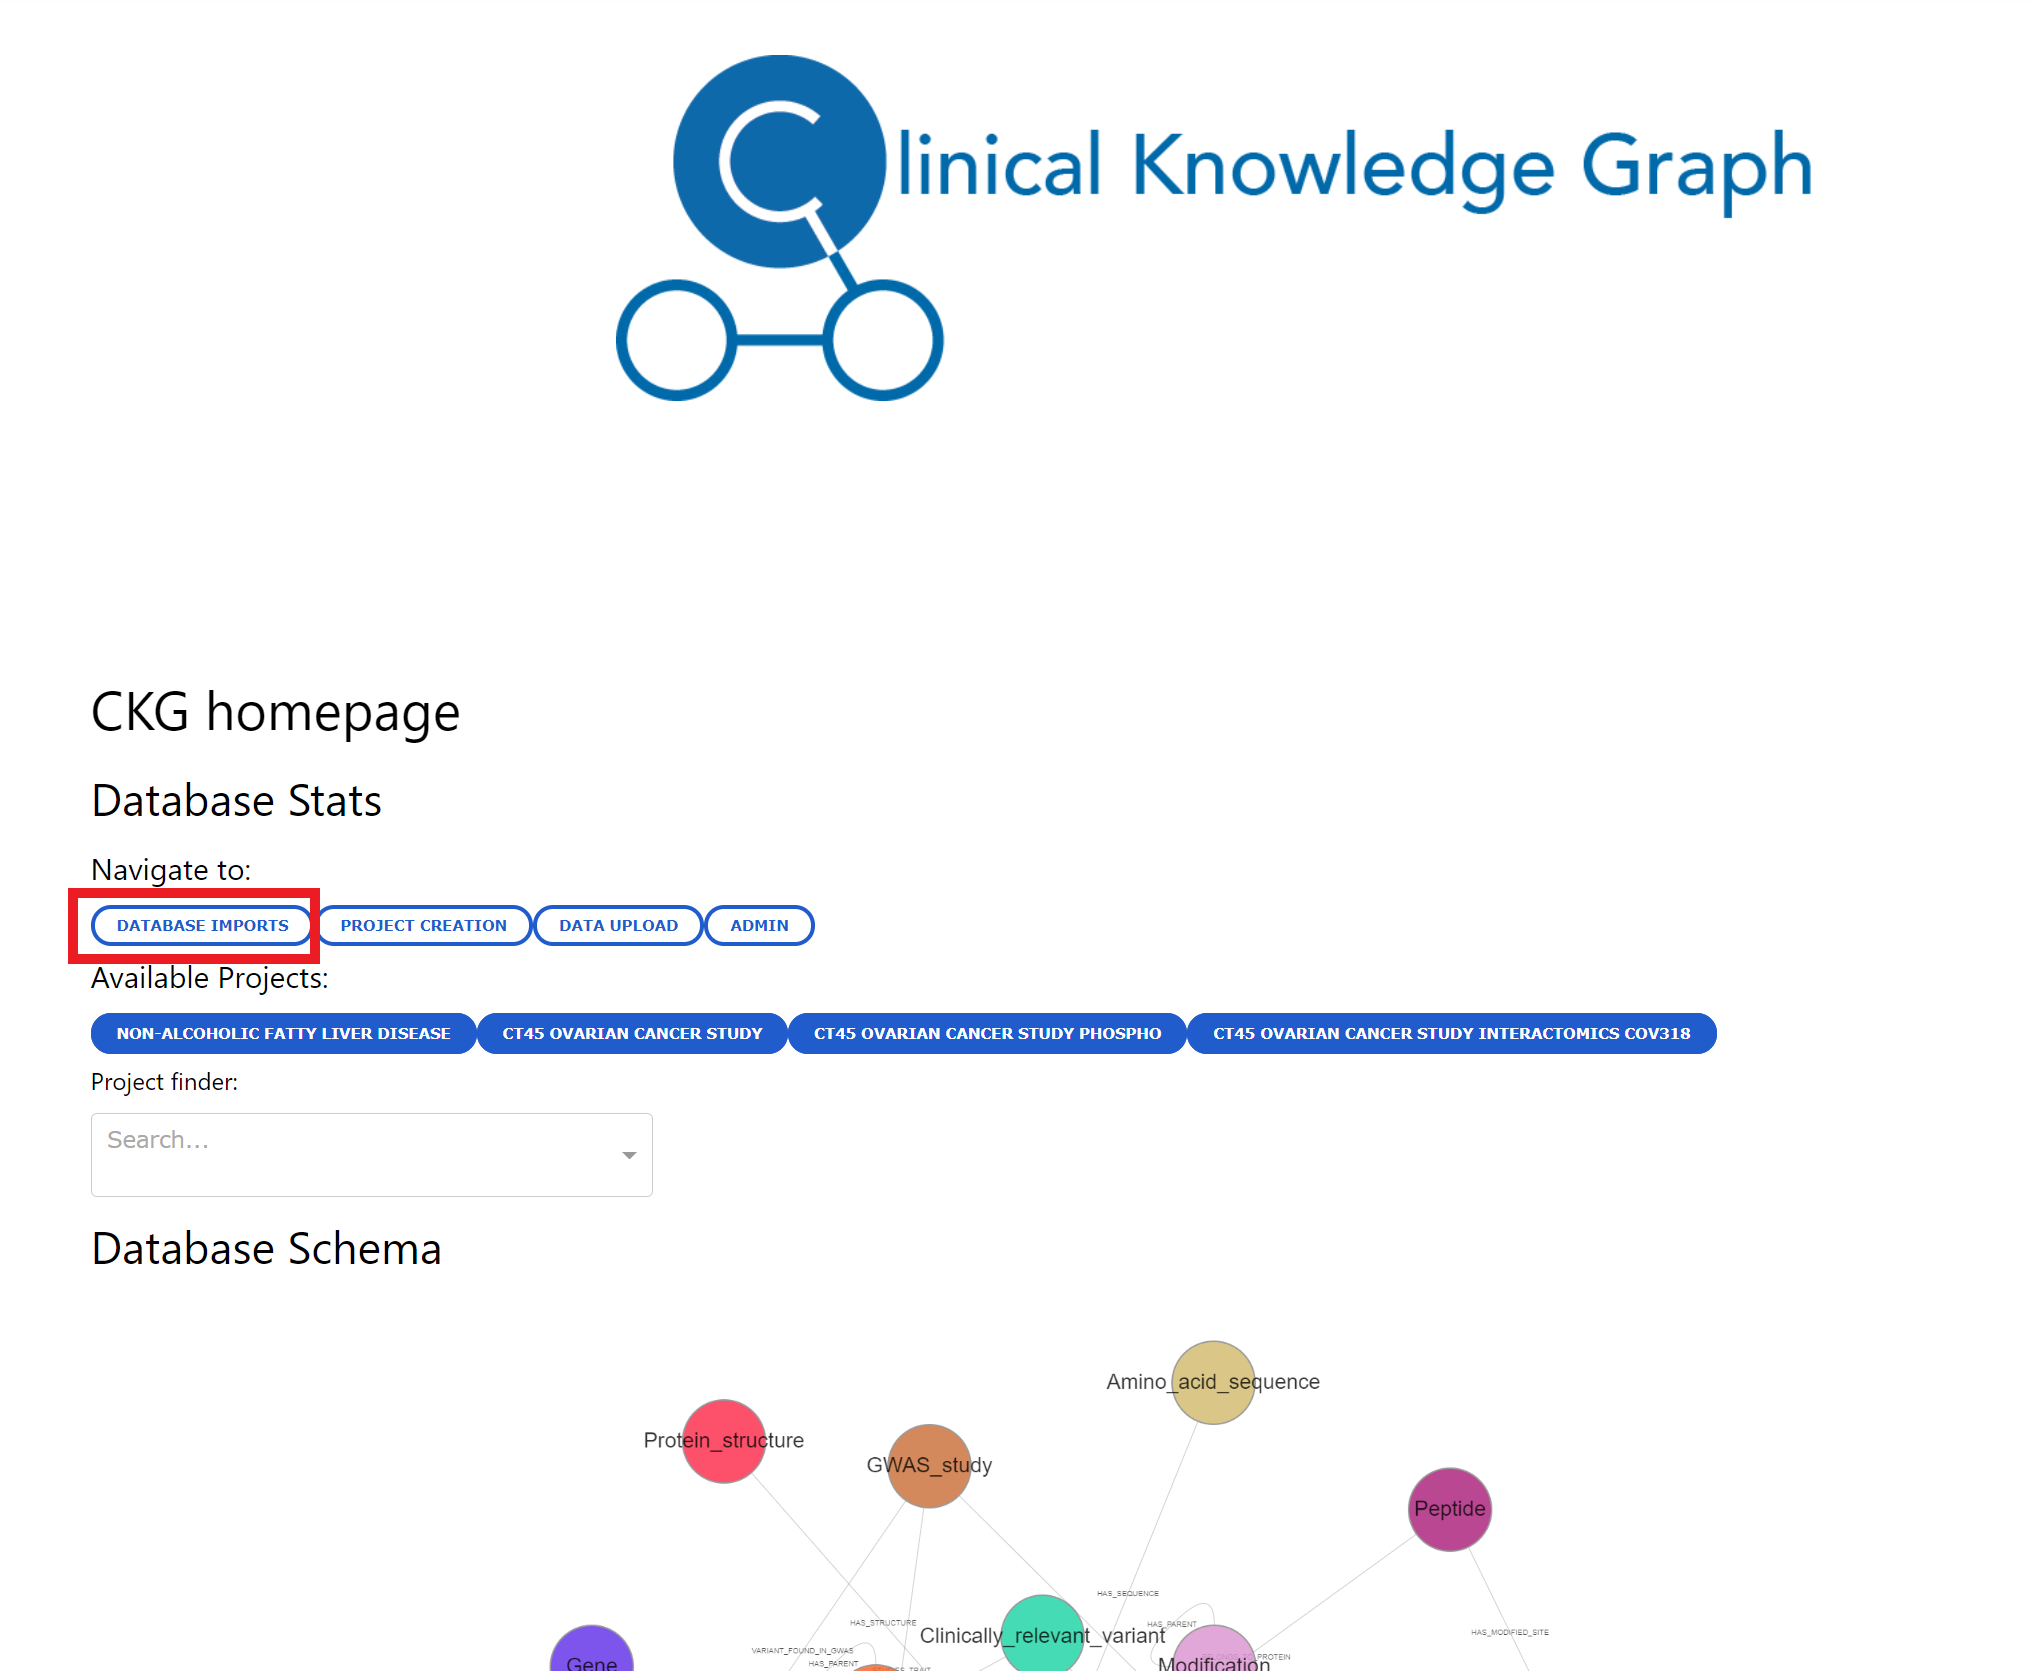 Clinical Knowledge Graph
CKG homepage
Database Stats
Navigate to:
DATABASE IMPORTS PROJECT CREATION DATA UPLOAD ADMIN
Available Projects:
NON-ALCOHOLIC FATTY LIVER DISEASE CT45 OVARIAN CANCER STUDY CT45 OVARIAN CANCER STUDY PHOSPHO CT45 OVARIAN CANCER STUDY INTERACTOMICS COV318
Project finder:
Search...
Database Schema
Amino_acid_sequence
Protein_structure
GWAS_study
Peptide
HAS_SEQUENCE
HAS_STRUCTURE
HAS_PARENT
Clinically_relevant_variant
HAS_MODIFIED_SITE
VARIANT_FOUND_IN_GWAS
HAS_PARENT
Gene
Modification